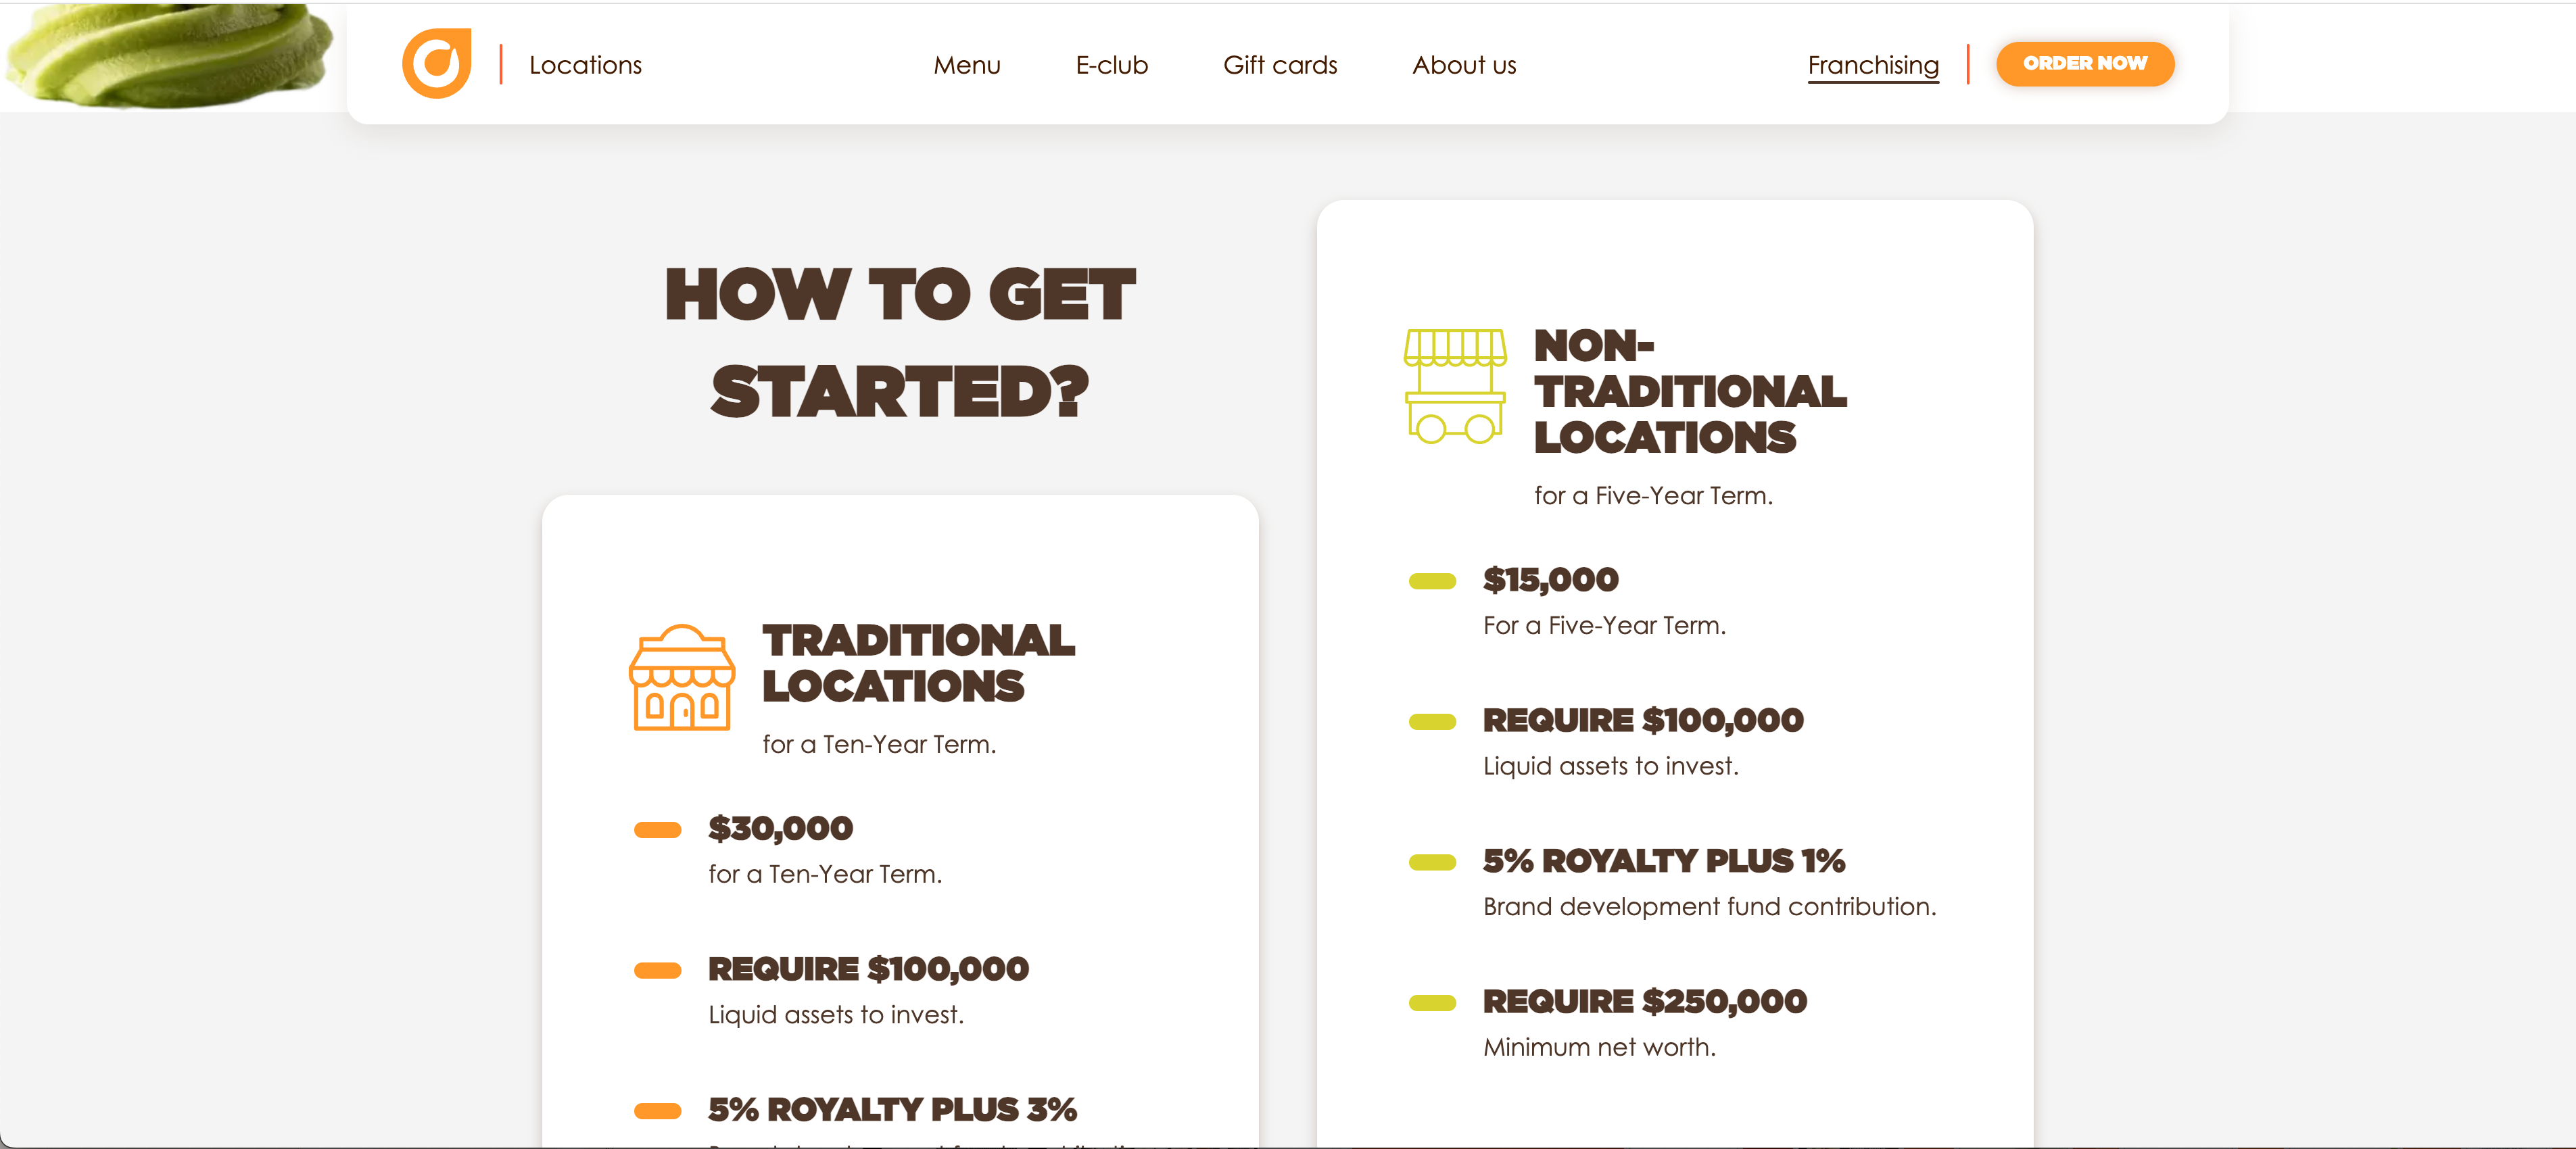 Locations
Menu
E-club
Gift cards
About us
Franchising
ORDER NOW
HOW TO GET
STARTED?
TRADITIONAL
LOCATIONS
for a Ten-Year Term.
$30,000
for a Ten-Year Term.
REQUIRE $100,000
Liquid assets to invest.
5% ROYALTY PLUS 3%
NON-
TRADITIONAL
LOCATIONS
for a Five-Year Term.
$15,000
For a Five-Year Term.
REQUIRE $100,000
Liquid assets to invest.
5% ROYALTY PLUS 1%
Brand development fund contribution.
REQUIRE $250,000
Minimum net worth.